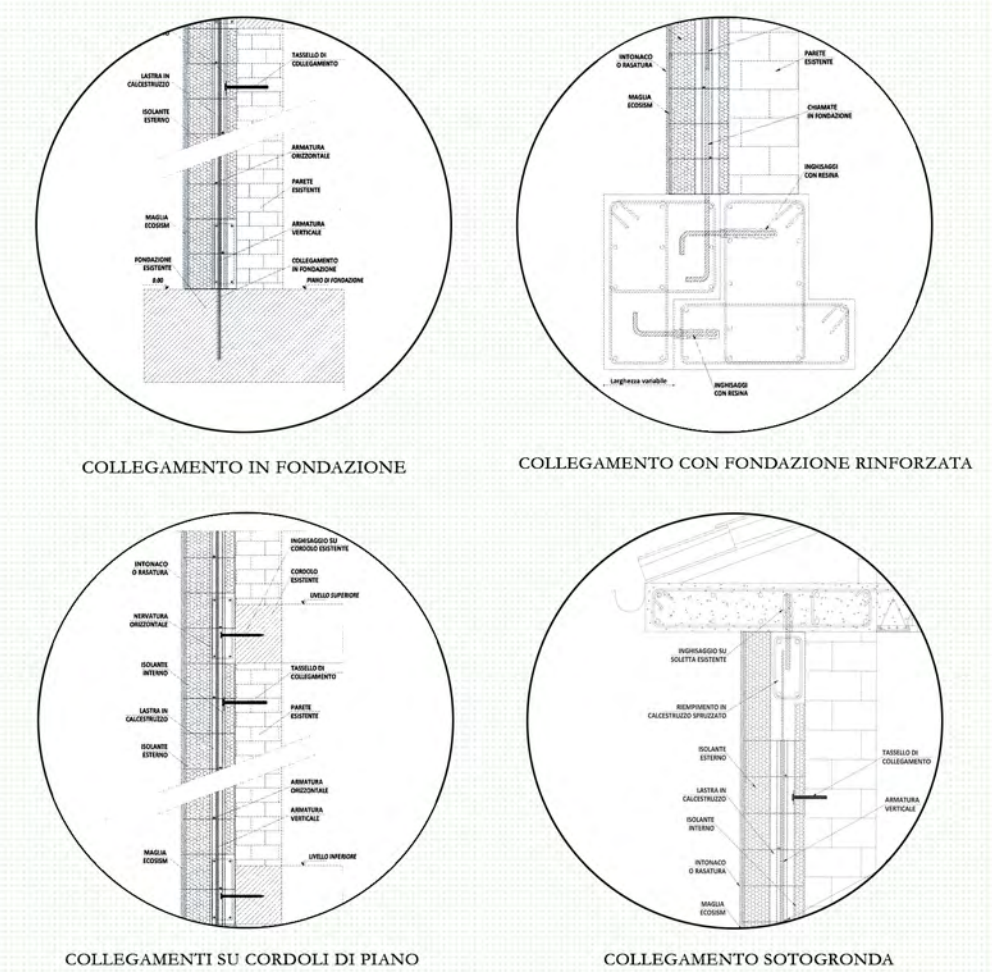 TASSELLO DI
COLLEGAMENTO
LASTRA IN
CALCESTRUZZO
ISOLANTE
ESTERNO
ARMATURA
ORIZZONTALE
PARETE
ESISTENTE
MAGLIA
ECOSISM
ARMATURA
VERTICALE
FONDAZIONE
ESISTENTE
COLLEGAMENTO
IN FONDAZIONE
0.00
PIANO DI FONDAZIONE
COLLEGAMENTO IN FONDAZIONE
INTONACO
O RASATURA
PARETE
ESISTENTE
MAGLIA
ECOSISM
CHIAMATE
IN FONDAZIONE
INGHISAGGI
CON RESINA
Larghezza variabile
INGHISAGGI
CON RESINA
COLLEGAMENTO CON FONDAZIONE RINFORZATA
INGHISAGGIO SU
CORDOLO ESISTENTE
INTONACO
O RASATURA
CORDOLO
ESISTENTE
LIVELLO SUPERIORE
NERVATURA
ORIZZONTALE
ISOLANTE
INTERNO
TASSELLO DI
COLLEGAMENTO
LASTRA IN
CALCESTRUZZO
PARETE
ESISTENTE
ISOLANTE
ESTERNO
ARMATURA
ORIZZONTALE
ARMATURA
VERTICALE
MAGLIA
ECOSISM
LIVELLO INFERIORE
COLLEGAMENTI SU CORDOLI DI PIANO
INGHISAGGIO SU
SOLETTA ESISTENTE
RIEMPIMENTO IN
CALCESTRUZZO SPRUZZATO
ISOLANTE
ESTERNO
TASSELLO DI
COLLEGAMENTO
LASTRA IN
CALCESTRUZZO
ARMATURA
VERTICALE
ISOLANTE
INTERNO
INTONACO
O RASATURA
MAGLIA
ECOSISM
COLLEGAMENTO SOTOGRONDA